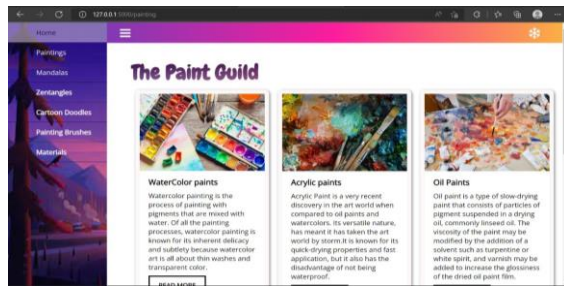 127.0.0.1:5000/painting
Home
Paintings
Mandalas
Zentangles
Cartoon Doodles
Painting Brushes
Materials
The Paint Guild
WaterColor paints
Watercolor painting is the
process of painting with
pigments that are mixed with
water. Of all the painting
processes, watercolor painting is
known for its inherent delicacy
and subtlety because watercolor
art is all about thin washes and
transparent color.
READ MORE
Acrylic paints
Acrylic Paint is a very recent
discovery in the art world when
compared to oil paints and
watercolors. Its versatile nature,
has meant it has taken the art
world by storm.It is known for its
quick-drying properties and fast
application, but it also has the
disadvantage of not being
waterproof.
Oil Paints
Oil paint is a type of slow-drying
paint that consists of particles of
pigment suspended in a drying
oil, commonly linseed oil. The
viscosity of the paint may be
modified by the addition of a
solvent such as turpentine or
white spirit, and varnish may be
added to increase the glossiness
of the dried oil paint film.